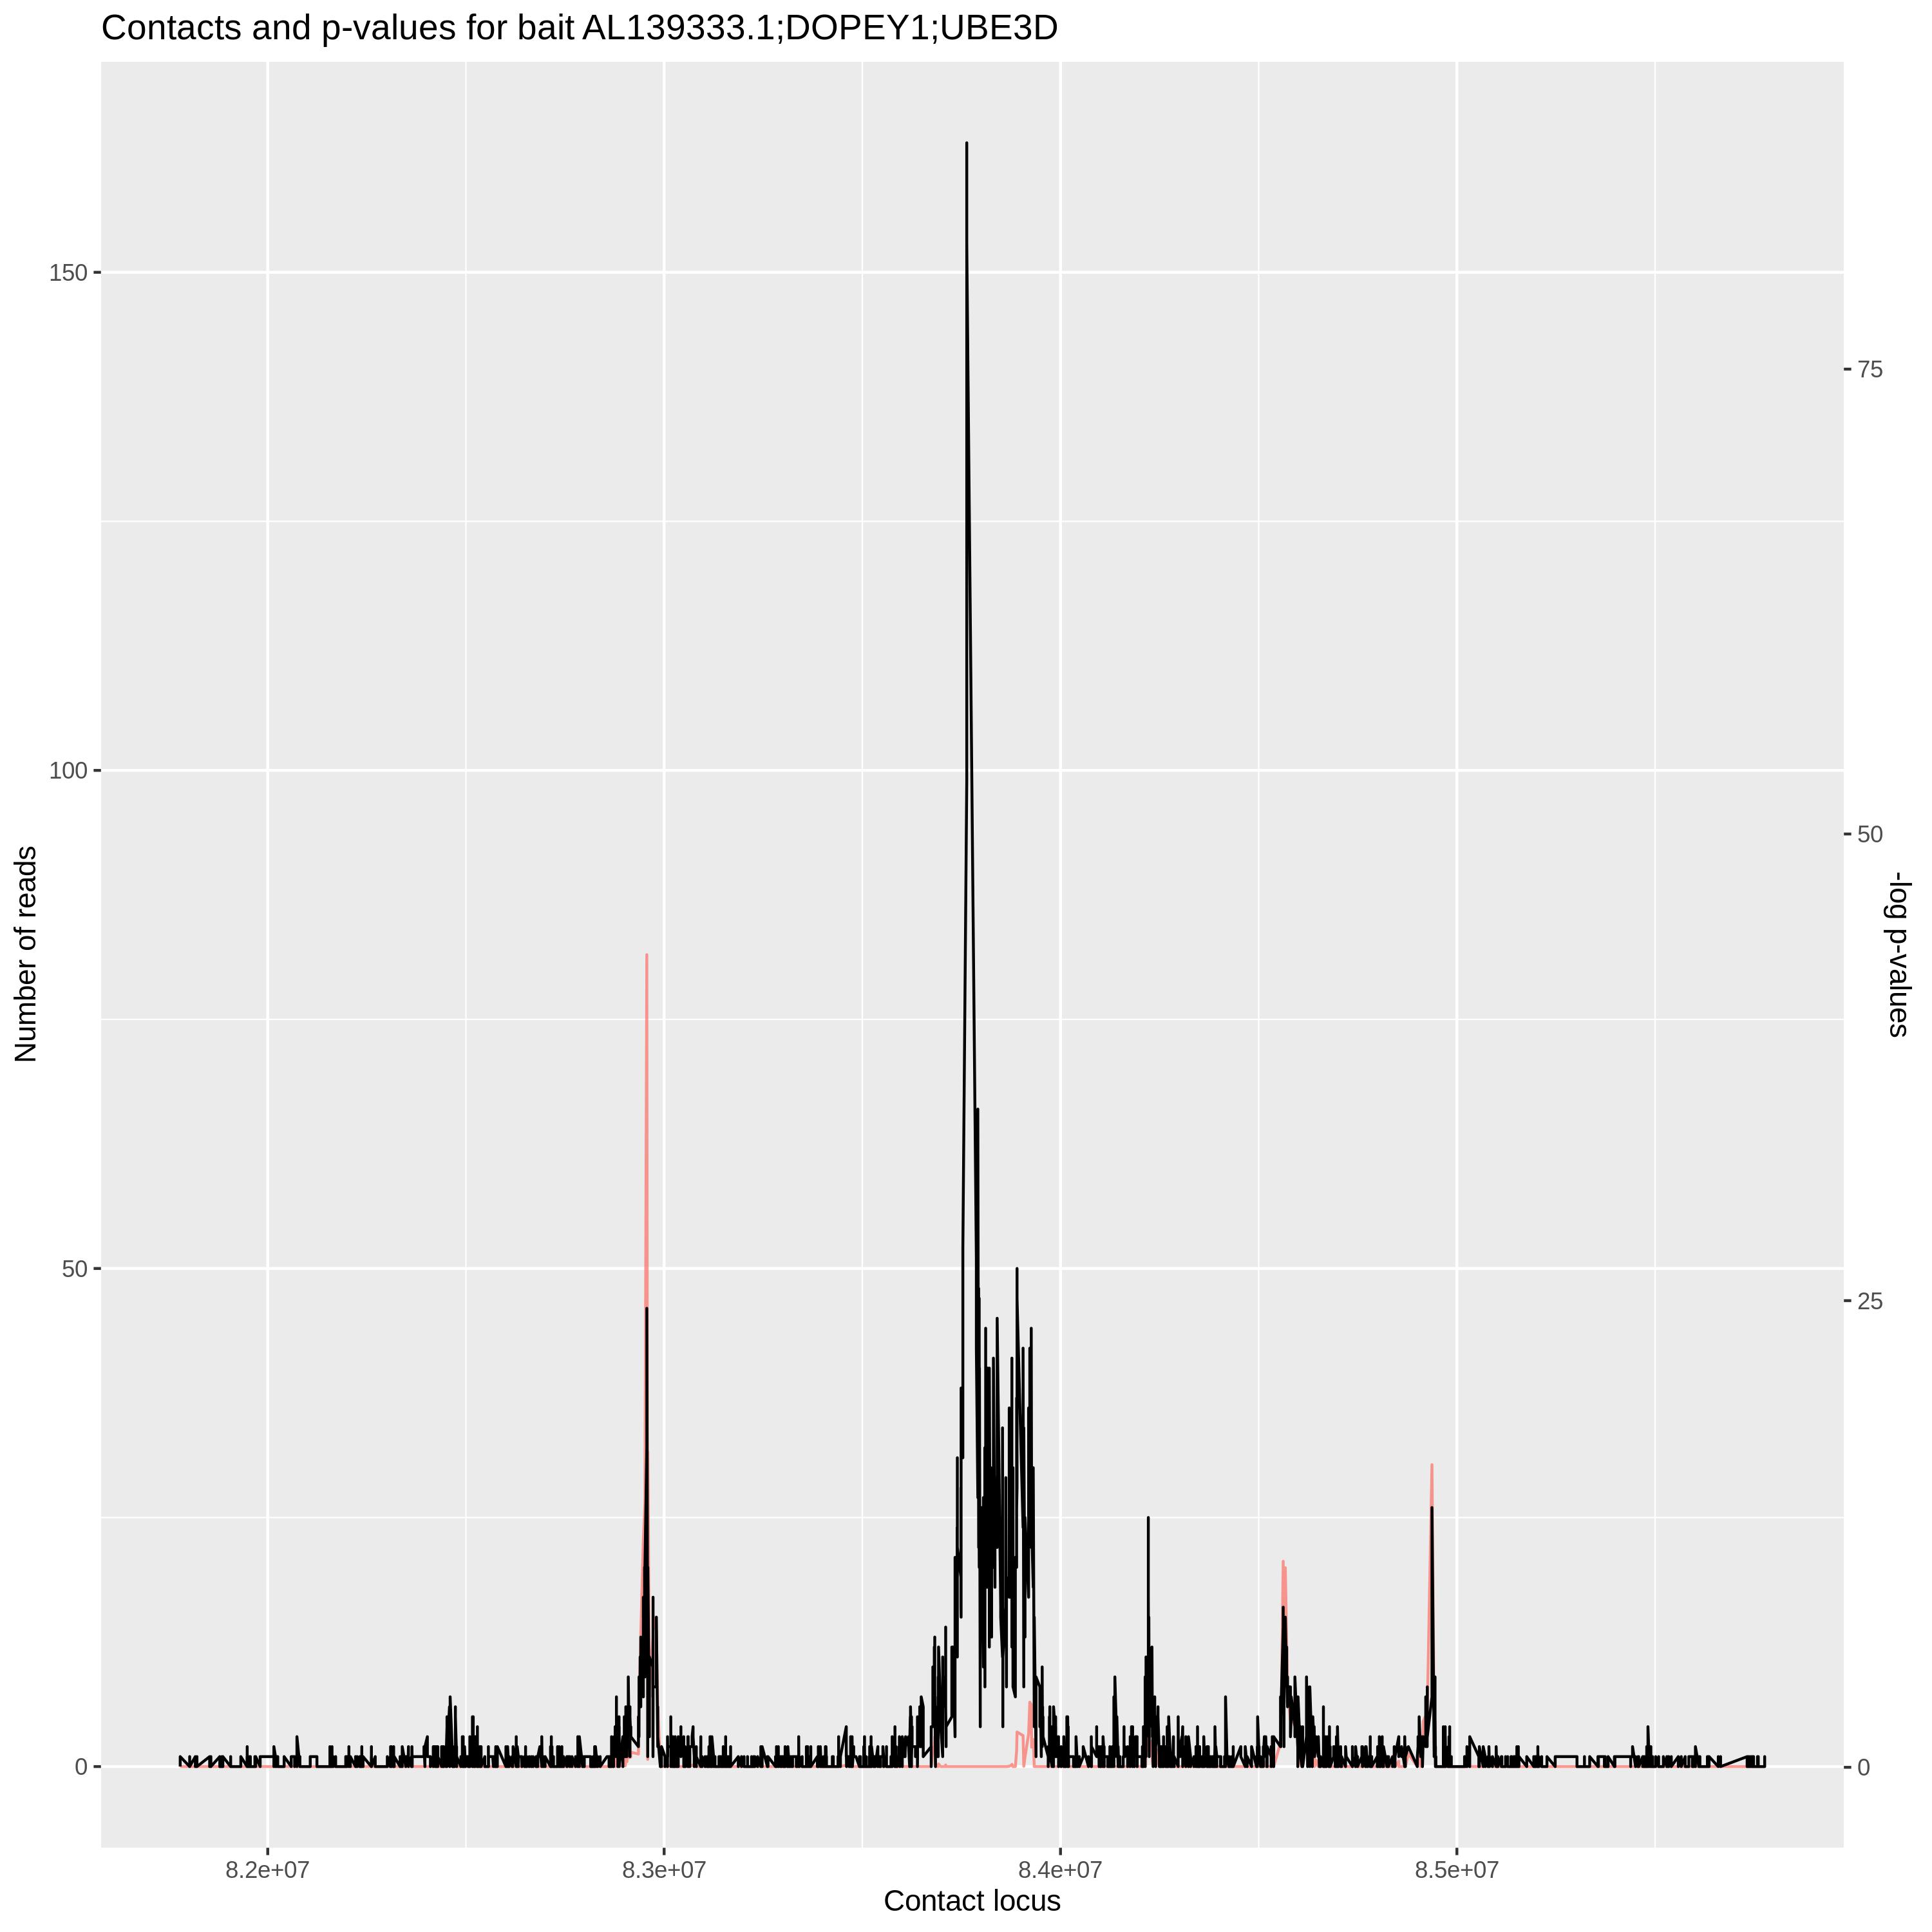 Contacts and p-values for bait AL139333.1;DOPEY1;UBE3D
150
100
50
0
Number of reads
75
50
25
0
-log p-values
8.2e+07
8.3e+07
8.4e+07
8.5e+07
Contact locus